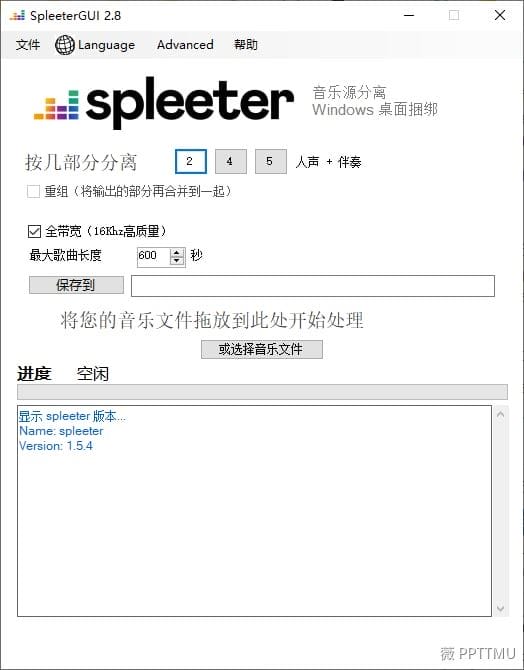 SpleeterGUI 2.8
文件 Language Advanced 帮助
spleeter
音乐源分离
Windows 桌面捆绑
按几部分分离 2 4 5 人声 + 伴奏
重组（将输出的部分再合并到一起）
全带宽（16Khz高质量）
最大歌曲长度 600 秒
保存到
将您的音乐文件拖放到此处开始处理
或选择音乐文件
进度 空闲
显示 spleeter 版本...
Name: spleeter
Version: 1.5.4
薇 PPTTMU